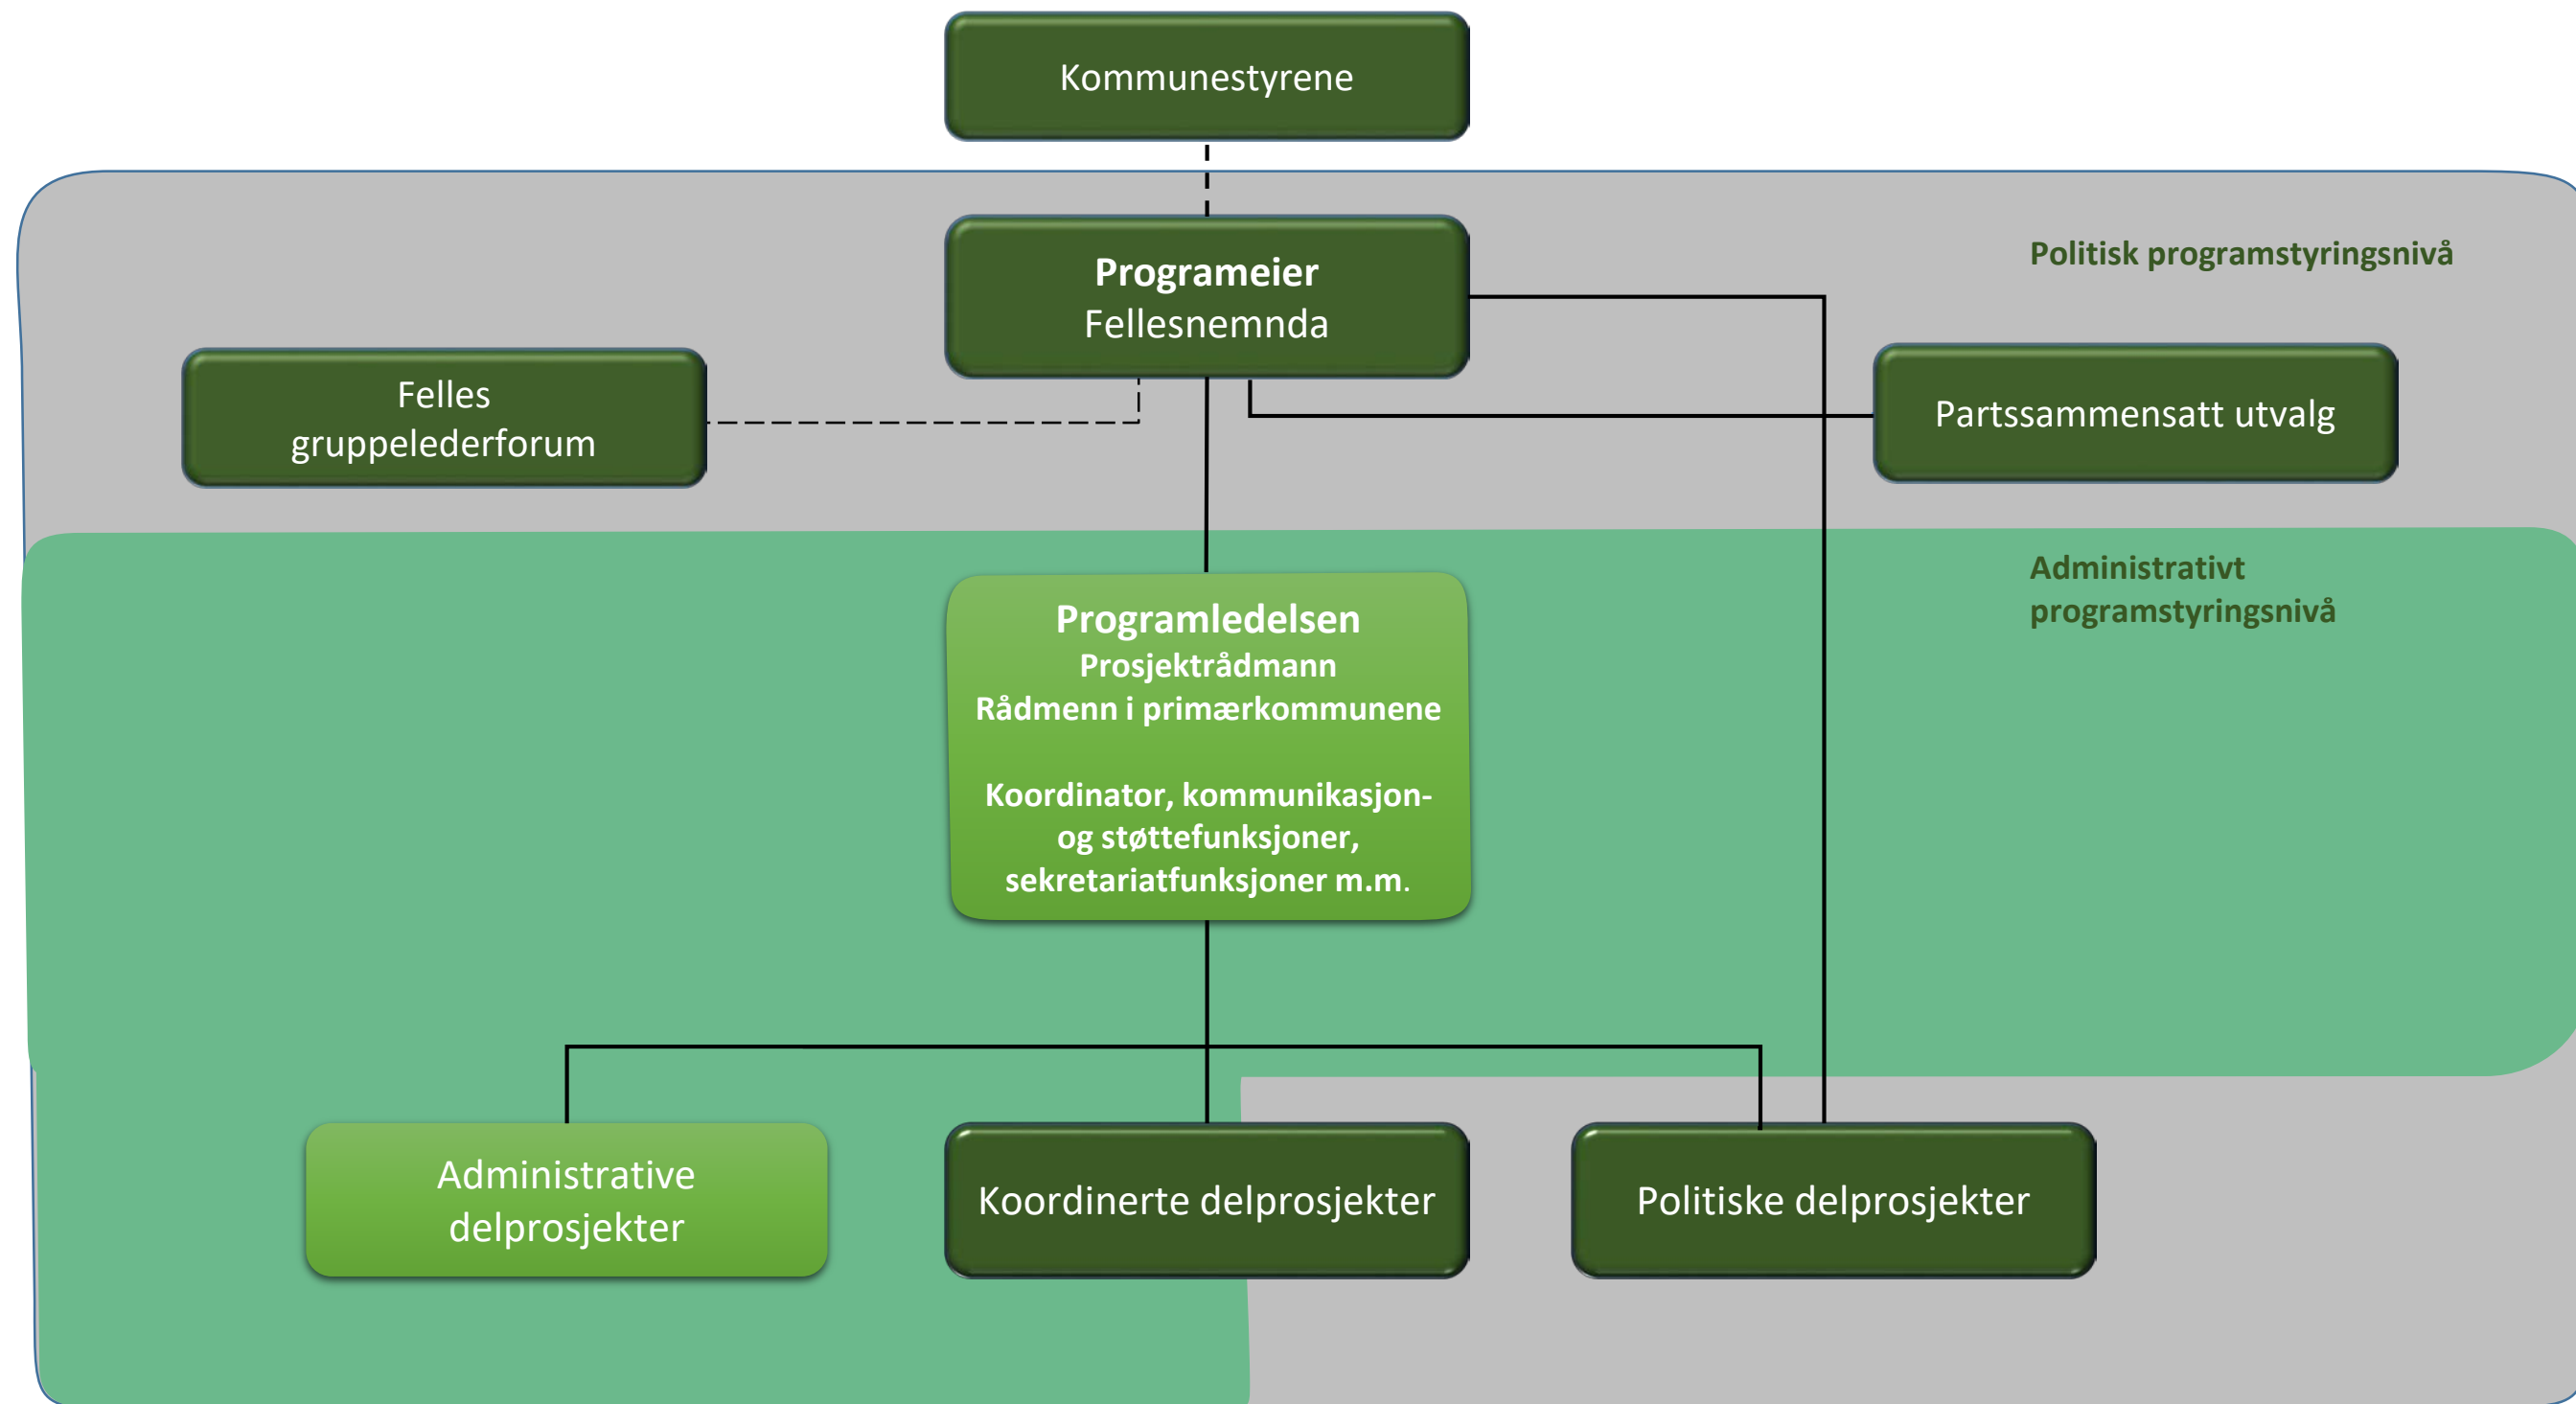 Kommunestyrene
Programeier
Fellesnemnda
Politisk programstyringsnivå
Felles
gruppelederforum
Partssammensatt utvalg
Administrativt
programstyringsnivå
Programledelsen
Prosjektrådmann
Rådmenn i primærkommunene
Koordinator, kommunikasjon-
og støttefunksjoner,
sekretariatfunksjoner m.m.
Administrative
delprosjekter
Koordinerte delprosjekter
Politiske delprosjekter